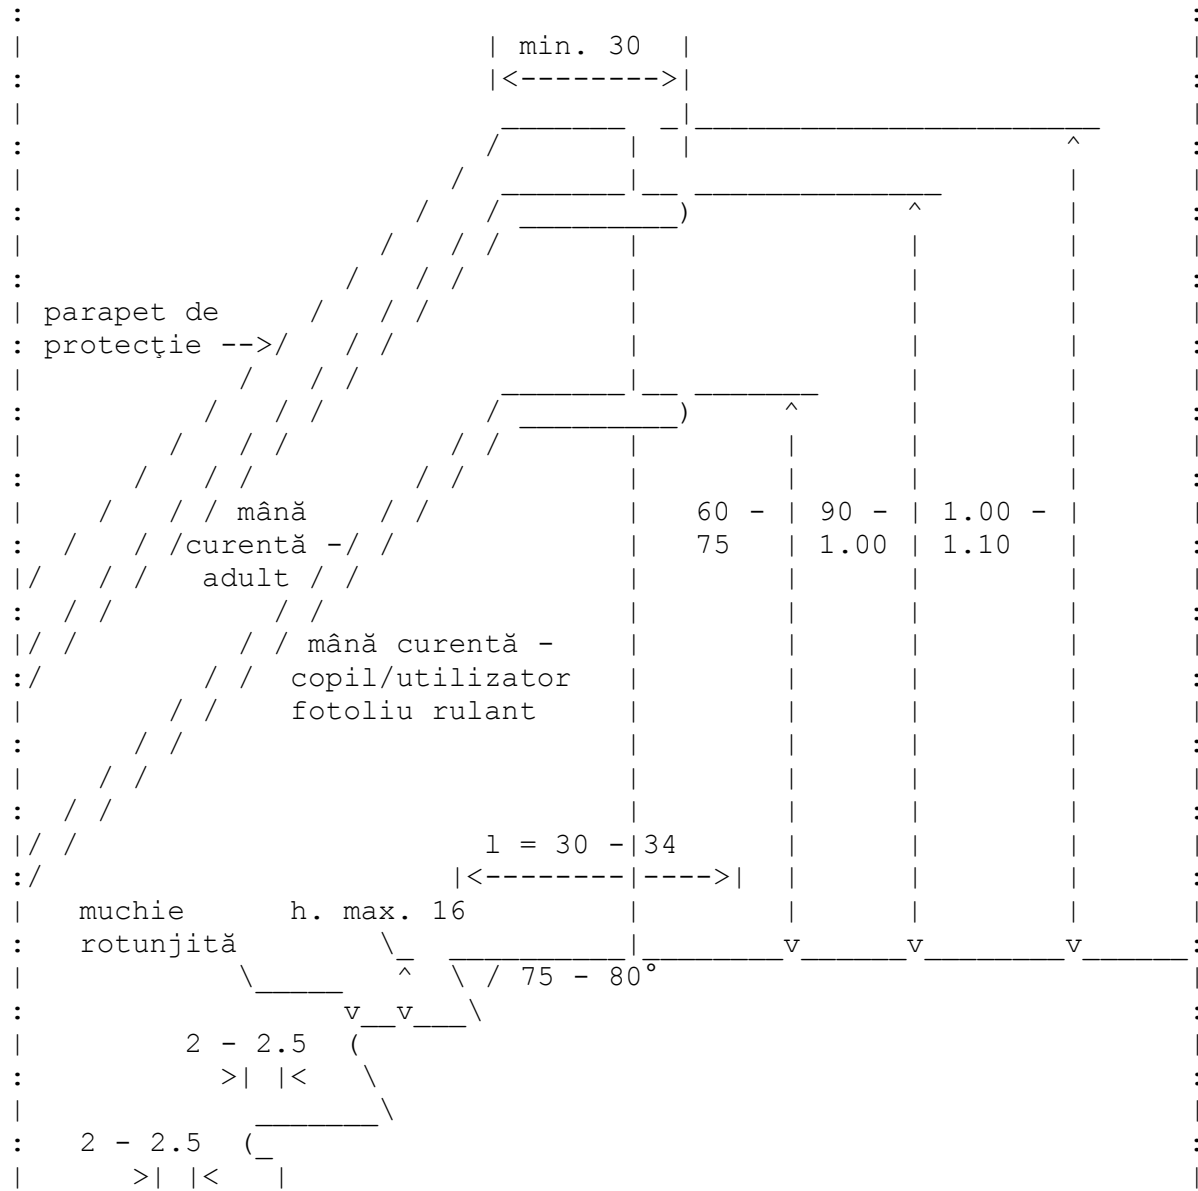 min. 30
parapet de
protecţie -->
60 - 90 - 1.00 -
mână
curentă - 75 1.00 1.10
adult
mână curentă -
copil/utilizator
fotoliu rulant
l = 30 - 34
muchie h. max. 16
rotunjită
75 - 80°
2 - 2.5
2 - 2.5